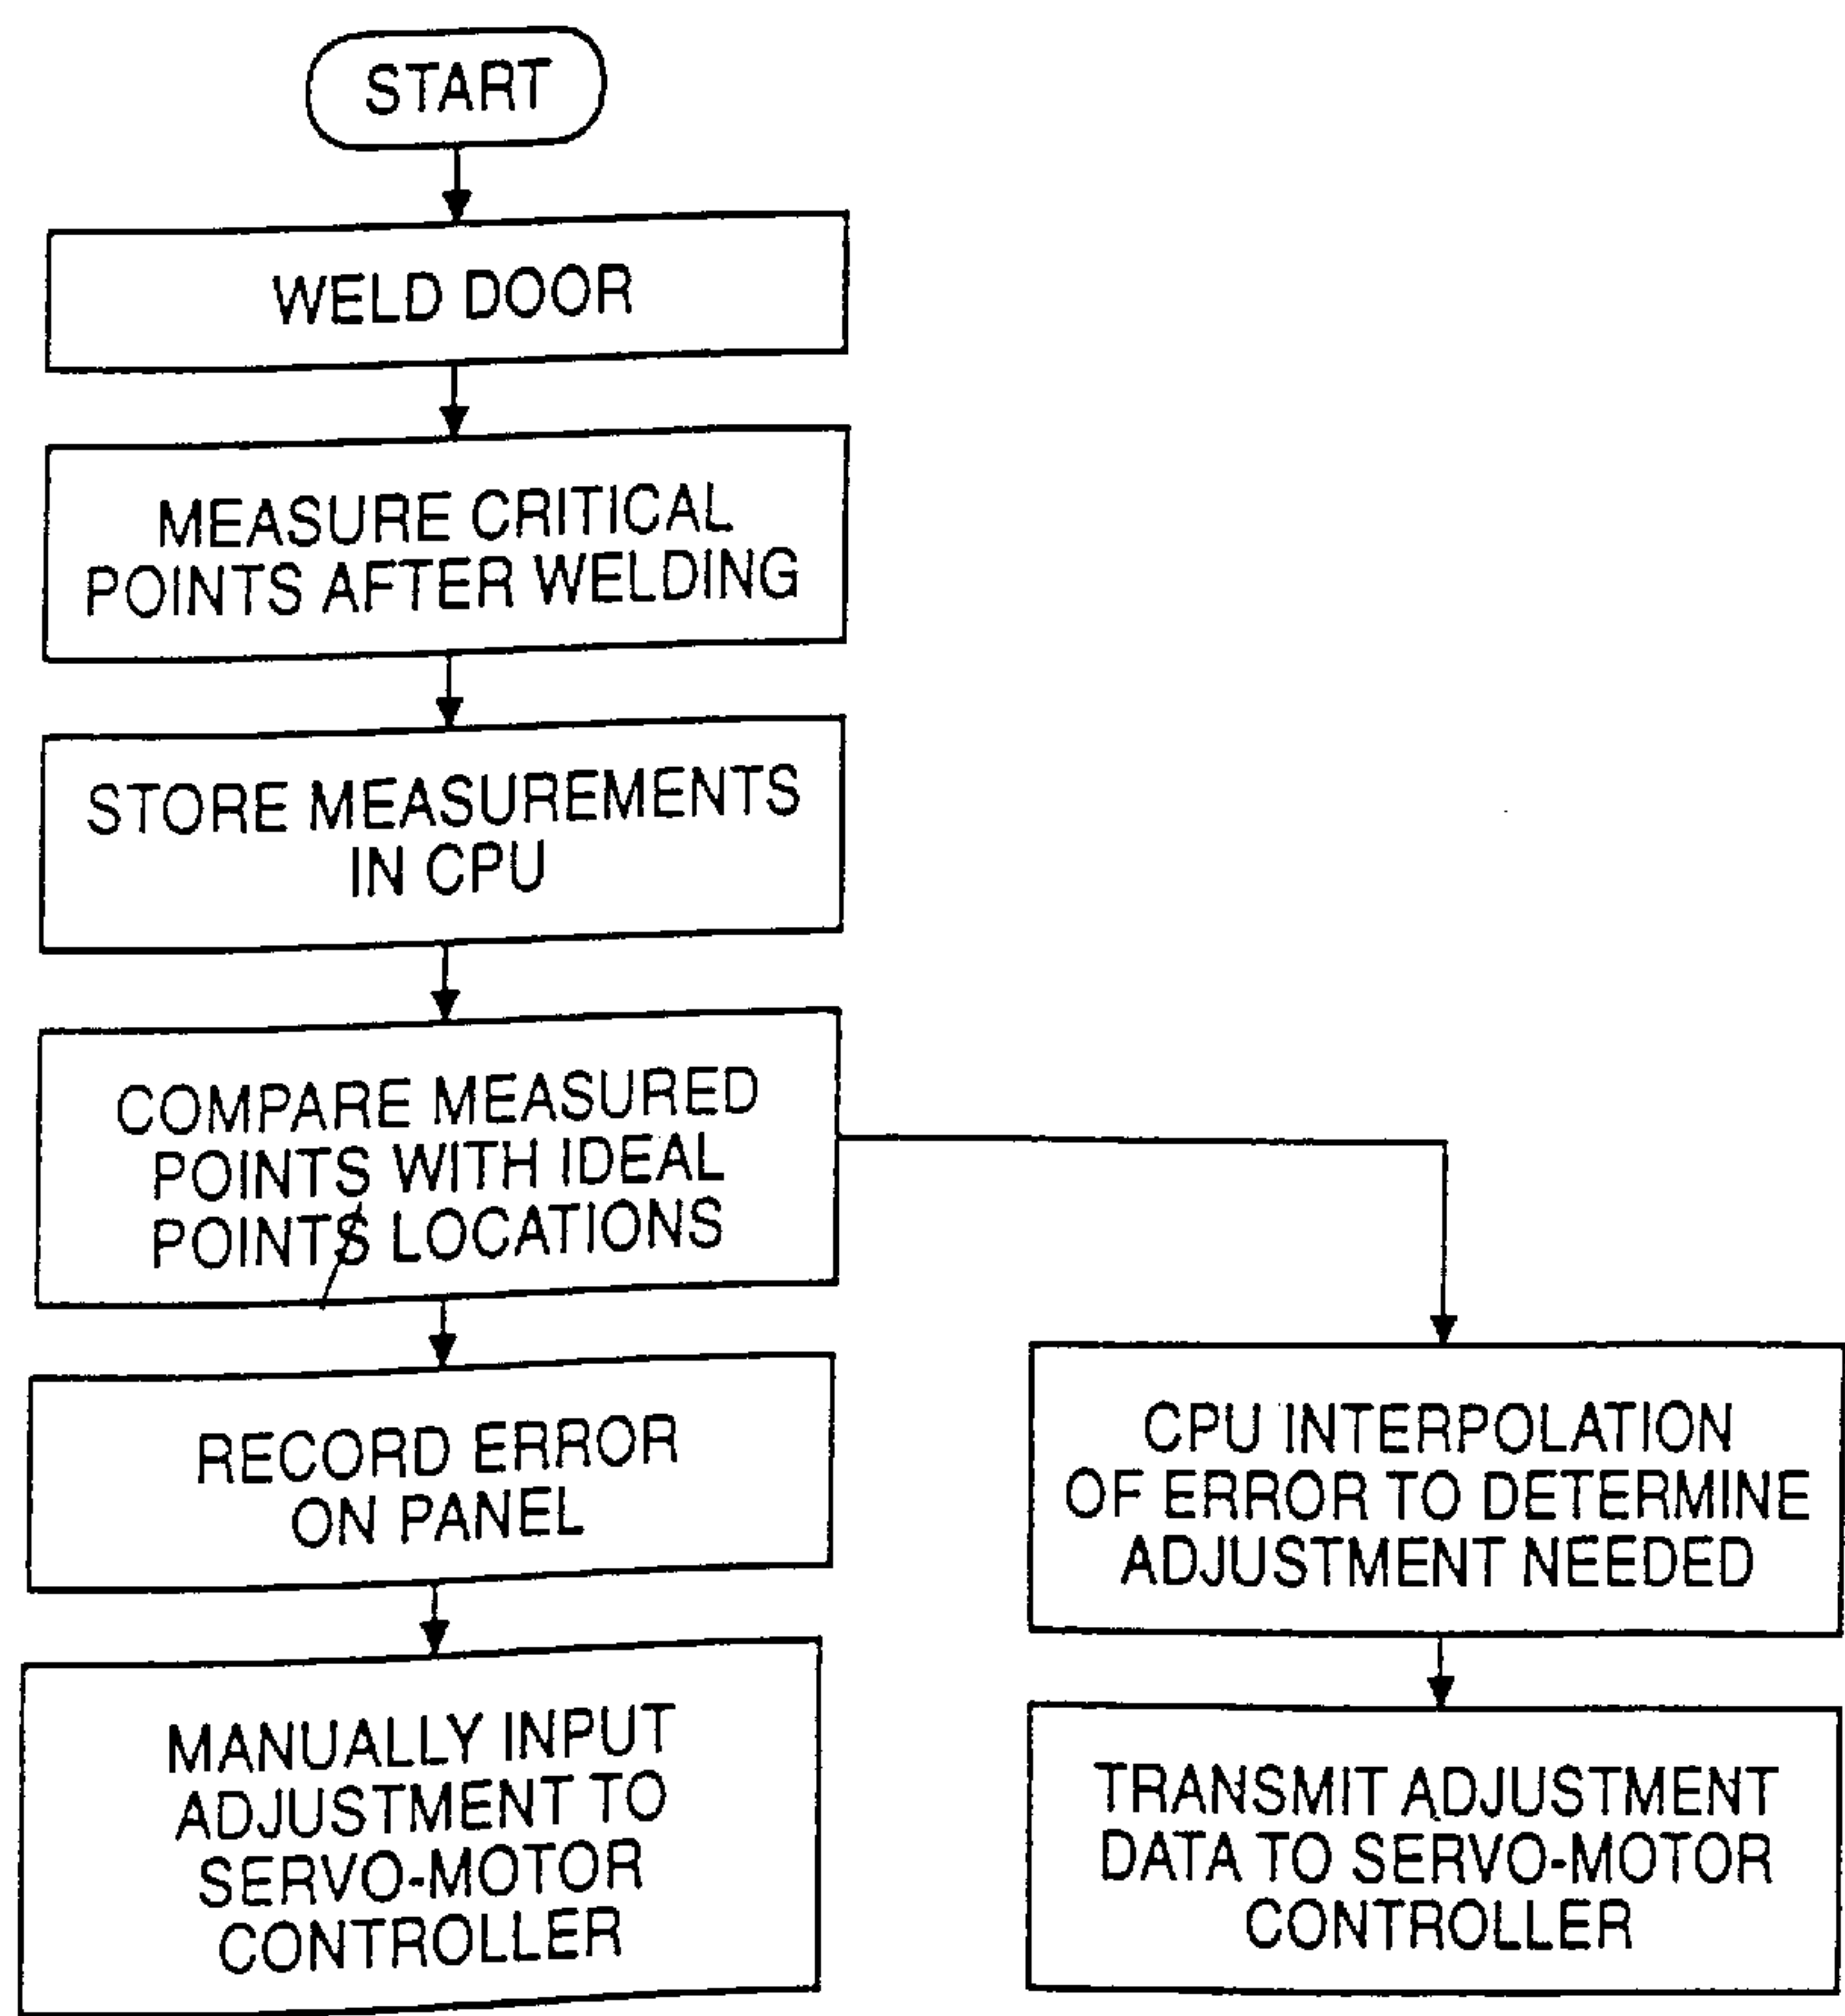 START
WELD DOOR
MEASURE CRITICAL
POINTS AFTER WELDING
STORE MEASUREMENTS
IN CPU
COMPARE MEASURED
POINTS WITH IDEAL
POINTS LOCATIONS
RECORD ERROR
ON PANEL
MANUALLY INPUT
ADJUSTMENT TO
SERVO-MOTOR
CONTROLLER
CPU INTERPOLATION
OF ERROR TO DETERMINE
ADJUSTMENT NEEDED
TRANSMIT ADJUSTMENT
DATA TO SERVO-MOTOR
CONTROLLER